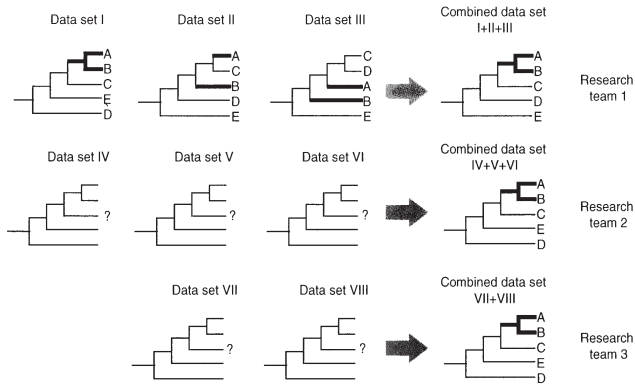 Data set I
Data set II
Data set III
Combined data set
I+II+III
A
B
C
E
D
A
C
B
D
E
C
D
A
B
E
A
B
C
D
E
Research
team 1
Data set IV
Data set V
Data set VI
Combined data set
IV+V+VI
?
?
?
A
B
C
E
D
Research
team 2
Data set VII
Data set VIII
Combined data set
VII+VIII
?
?
A
B
C
E
D
Research
team 3